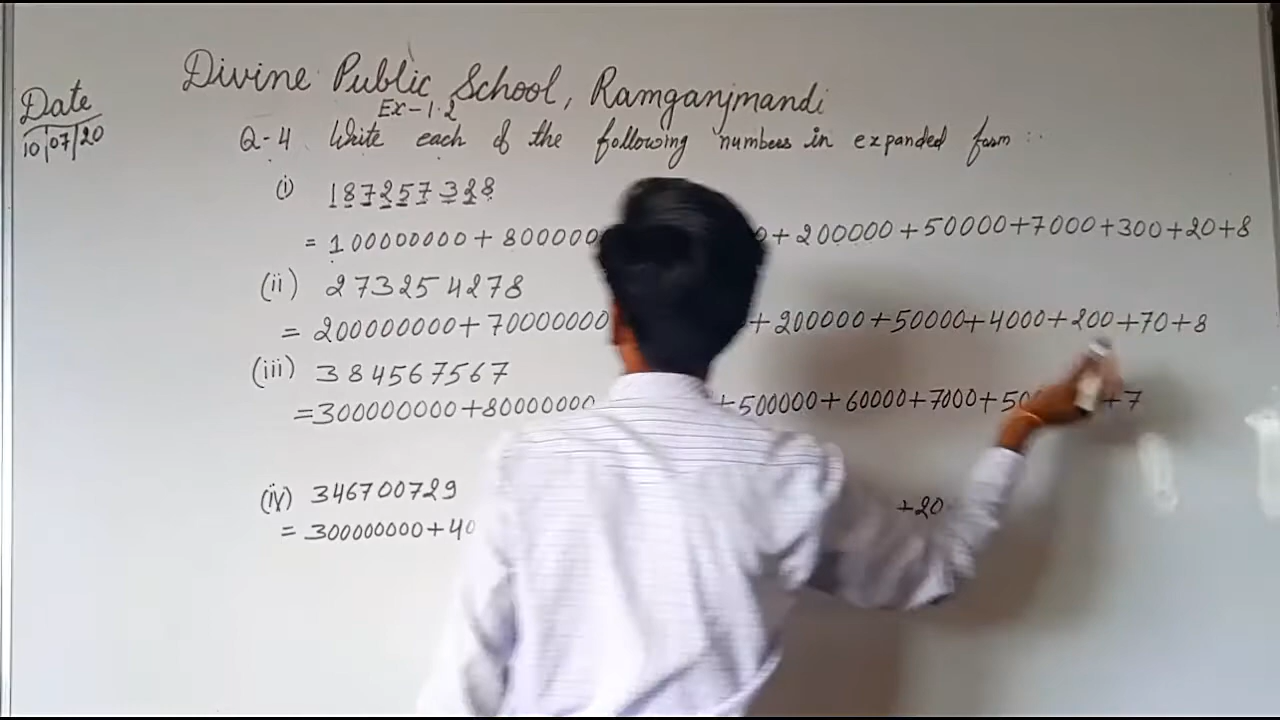 Divine Public School, Ramganjmandi
Date
10/07/20
Ex-1.2
Q-4 Write each of the following numbers in expanded form :-
(i) 187257328
= 100000000 + 800000 + 200000 + 50000 + 7000 + 300 + 20 + 8
(ii) 273254278
= 200000000 + 70000000 + 200000 + 50000 + 4000 + 200 + 70 + 8
(iii) 384567567
= 300000000 + 80000000 + 500000 + 60000 + 7000 + 50 + 7
(iv) 346700729
= 300000000 + 40 + 20